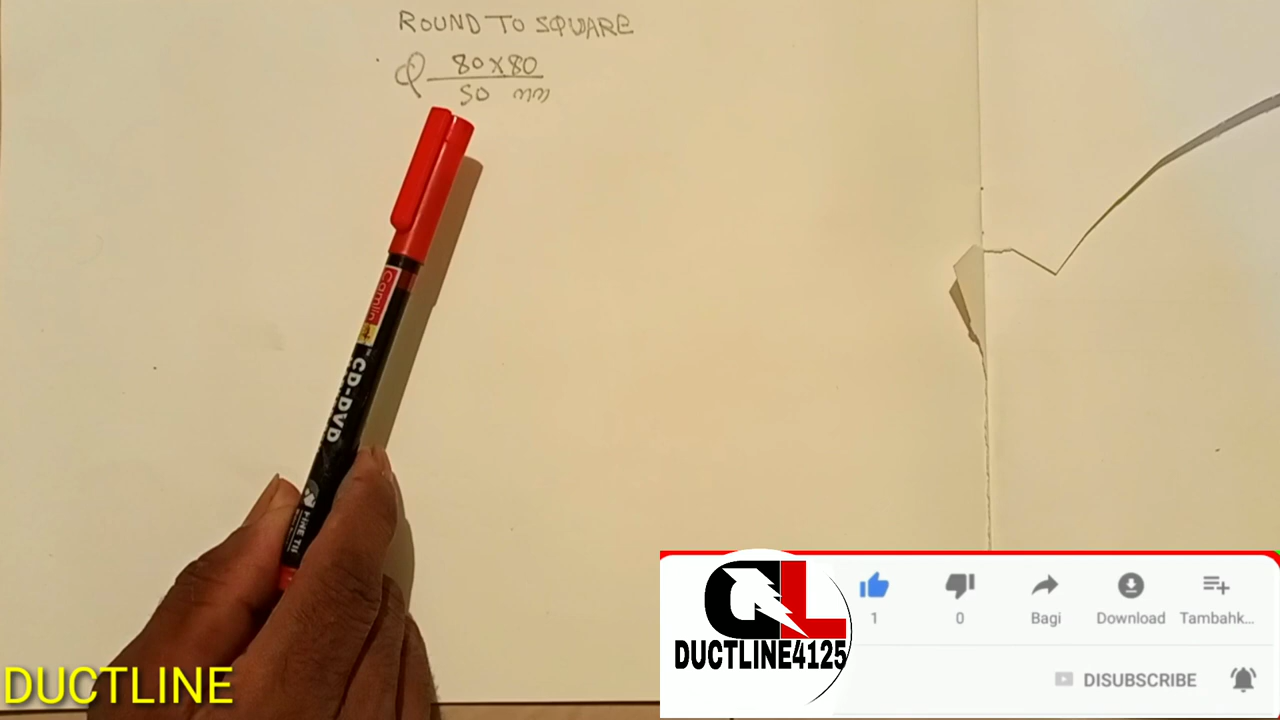 ROUND TO SQUARE
φ 80 x 80
50 mm
camlin
CD-DVD
DUCTLINE
DUCTLINE4125
1
0
Bagi
Download
Tambahk...
DISUBSCRIBE